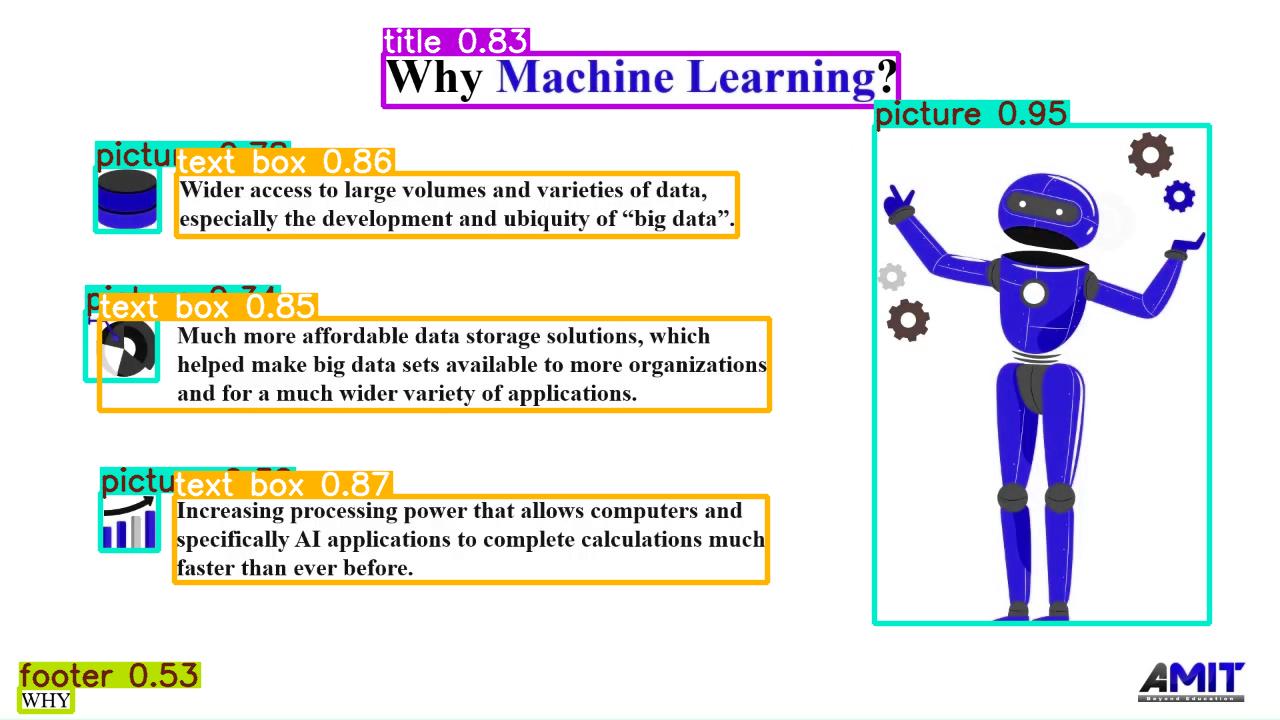 title 0.83
Why Machine Learning?
picture 0.95
text box 0.86
Wider access to large volumes and varieties of data,
especially the development and ubiquity of “big data”.
text box 0.85
Much more affordable data storage solutions, which
helped make big data sets available to more organizations
and for a much wider variety of applications.
text box 0.87
Increasing processing power that allows computers and
specifically AI applications to complete calculations much
faster than ever before.
footer 0.53
WHY
AMIT
Beyond Education